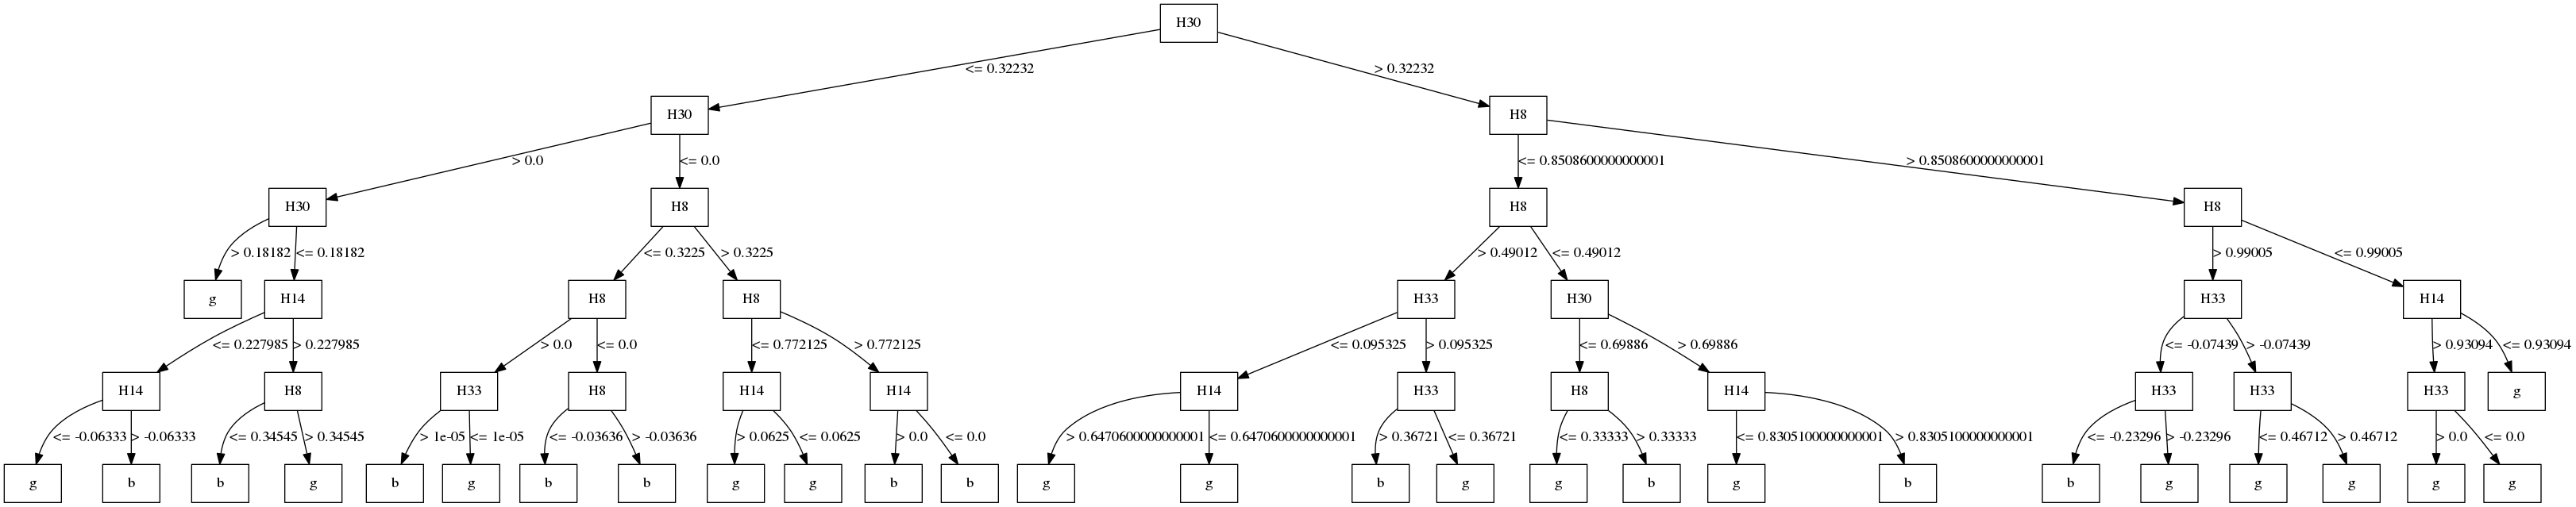 H30
<= 0.32232 > 0.32232
H30 H8
> 0.0 <= 0.0 <= 0.8508600000000001 > 0.8508600000000001
H30 H8 H8 H8
> 0.18182 <= 0.18182 <= 0.3225 > 0.3225 > 0.49012 <= 0.49012 > 0.99005 <= 0.99005
g H14 H8 H8 H33 H30 H33 H14
<= 0.227985 > 0.227985 > 0.0 <= 0.0 <= 0.772125 > 0.772125 <= 0.095325 > 0.095325 <= 0.69886 > 0.69886 <= -0.07439 > -0.07439 > 0.93094 <= 0.93094
H14 H8 H33 H8 H14 H14 H14 H33 H8 H14 H33 H33 H33 g
<= -0.06333 > -0.06333 <= 0.34545 > 0.34545 > 1e-05 <= 1e-05 <= -0.03636 > -0.03636 > 0.0625 <= 0.0625 > 0.0 <= 0.0 > 0.6470600000000001 <= 0.6470600000000001 > 0.36721 <= 0.36721 <= 0.33333 > 0.33333 <= 0.8305100000000001 > 0.8305100000000001 <= -0.23296 > -0.23296 <= 0.46712 > 0.46712 > 0.0 <= 0.0
g b b g b g b b g g b b g g b g g b g b b g g g g g